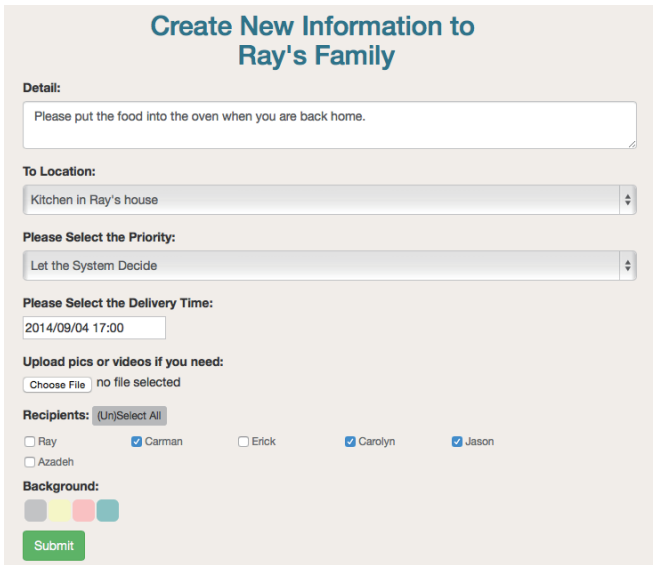 Create New Information to
Ray's Family
Detail:
Please put the food into the oven when you are back home.
To Location:
Kitchen in Ray's house
Please Select the Priority:
Let the System Decide
Please Select the Delivery Time:
2014/09/04 17:00
Upload pics or videos if you need:
Choose File no file selected
Recipients: (Un)Select All
Ray Carman Erick Carolyn Jason
Azadeh
Background:
Submit